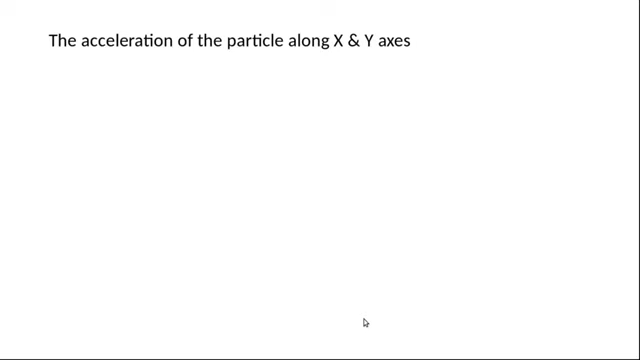 The acceleration of the particle along X & Y axes